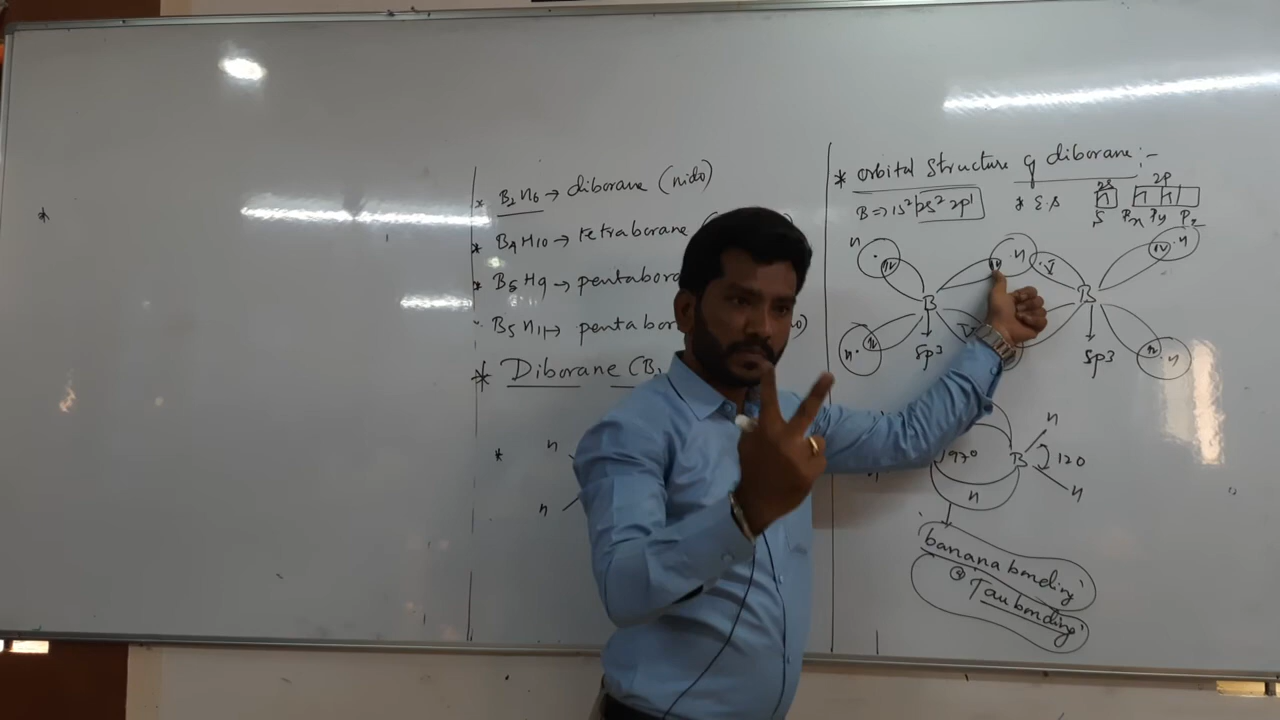 *
* B2H6 → diborane (nido)
* B4H10 → tetraborane
* B5H9 → pentabora
B5H11 → pentabor
* Diborane (B
*
H
H
* orbital structure of diborane:-
B => 1s² 2s² 2p¹
* E.S
2s
2p
S
Px Py Pz
H
H
H
B
B
H
H
sp3
sp3
H
B
120
970
H
H
banana bonding'
Tau bonding'